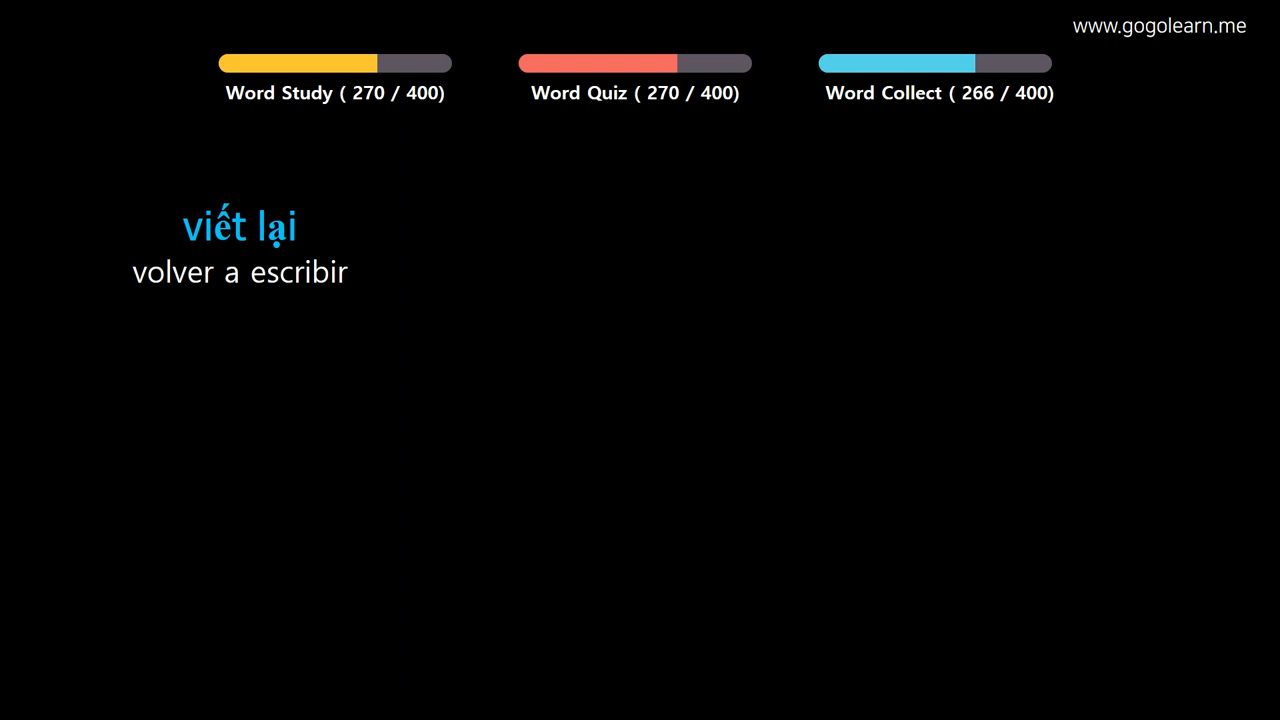 www.gogolearn.me
Word Study ( 270 / 400)
Word Quiz ( 270 / 400)
Word Collect ( 266 / 400)
viết lại
volver a escribir